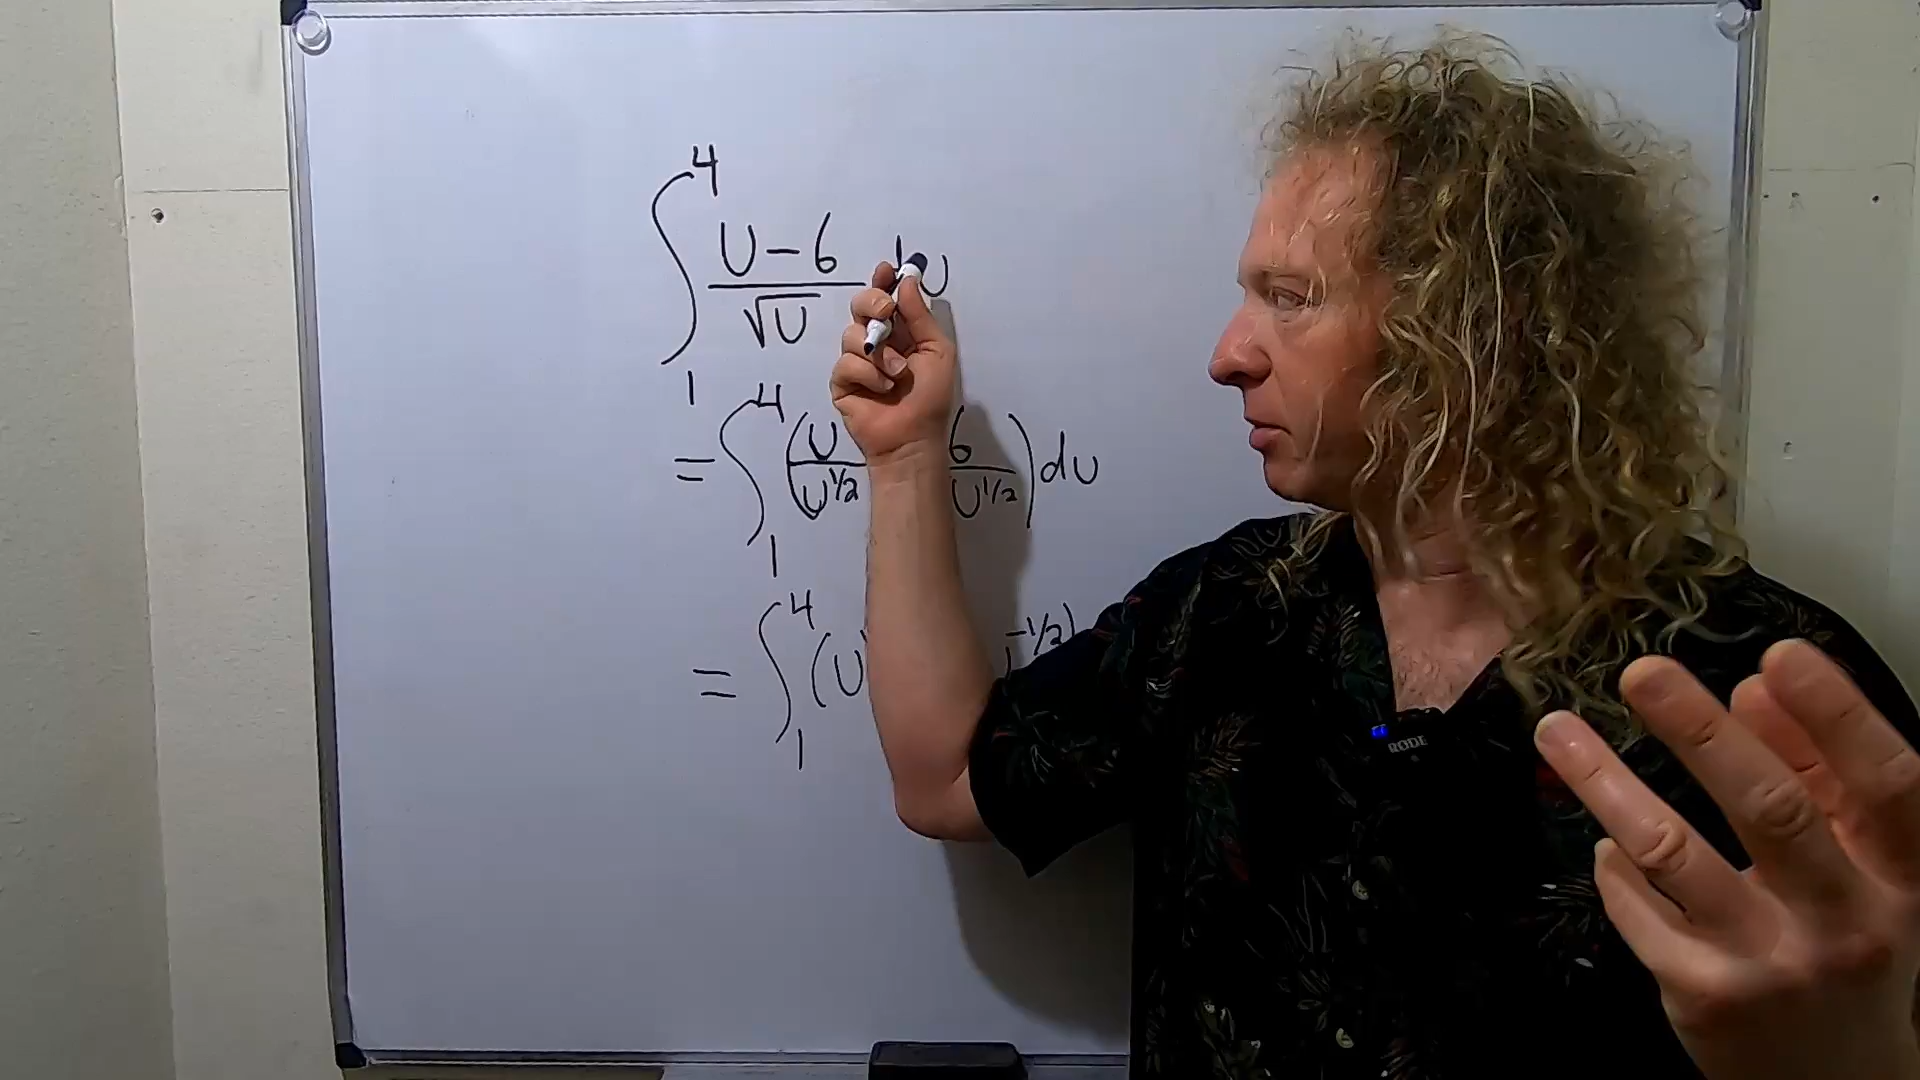 ∫₁⁴ (U-6)/√U du
= ∫₁⁴ (U/U^1/2 6/U^1/2) du
= ∫₁⁴ (U -1/2)
RODE